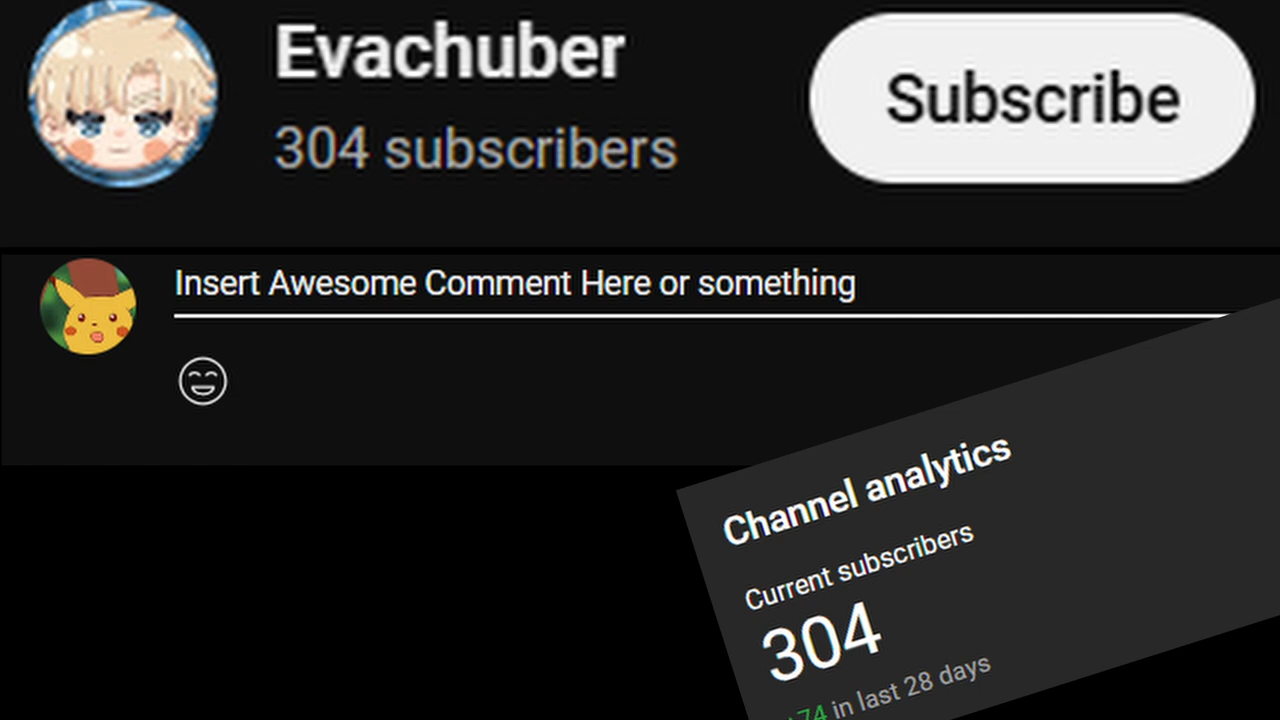 Evachuber
304 subscribers
Subscribe
Insert Awesome Comment Here or something
Channel analytics
Current subscribers
304
+74 in last 28 days